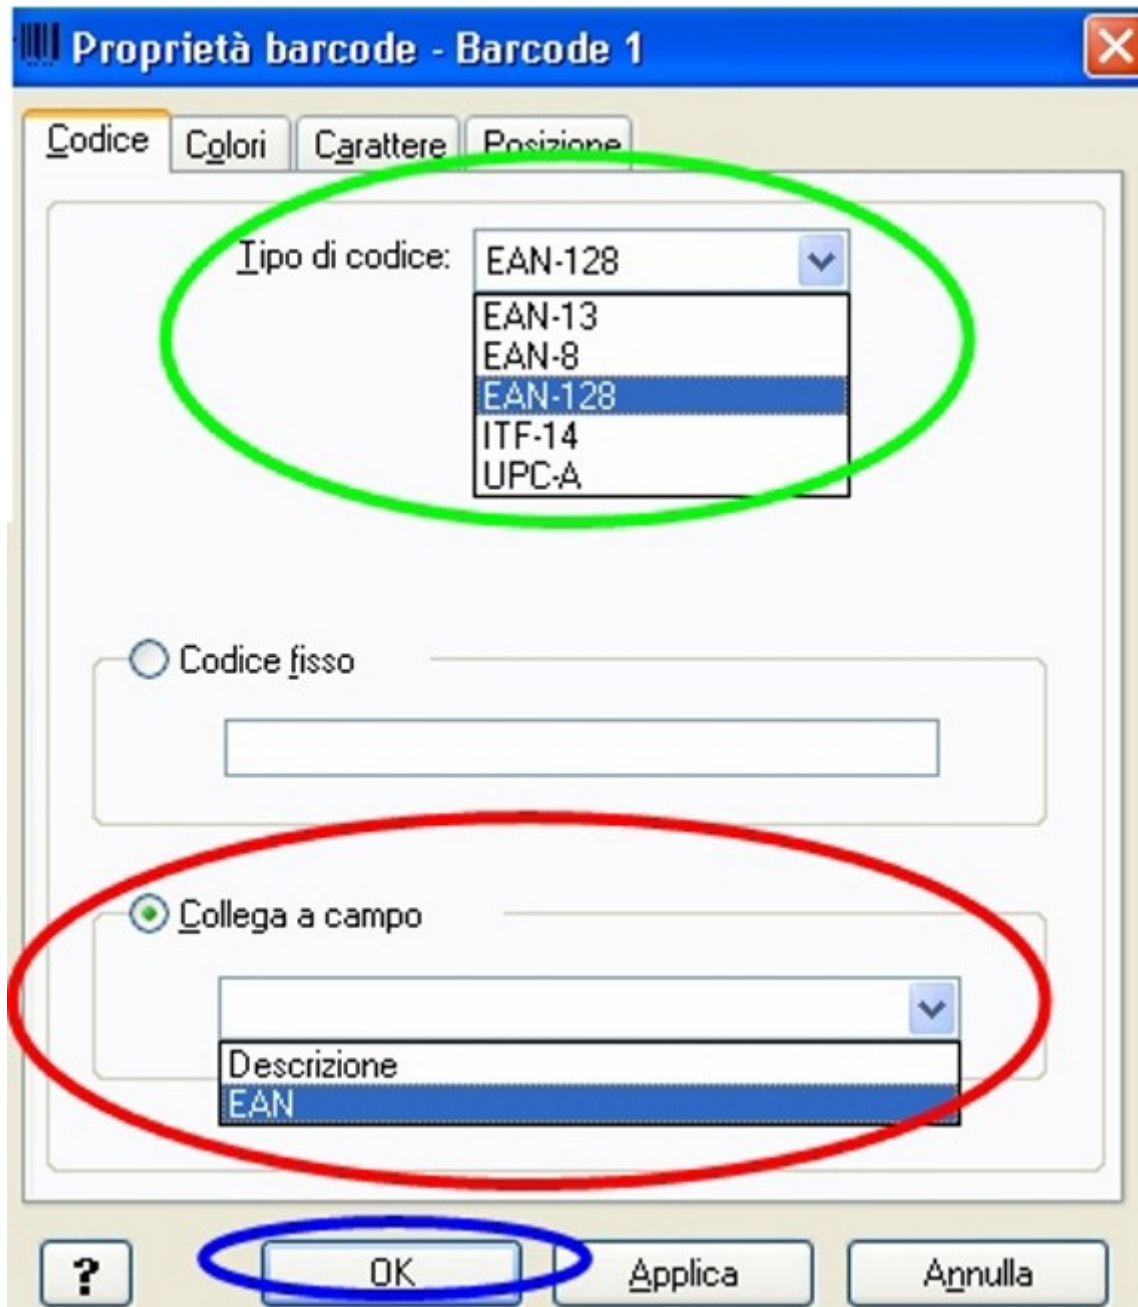 Proprietà barcode - Barcode 1
Codice Colori Carattere Posizione
Tipo di codice: EAN-128
EAN-13
EAN-8
EAN-128
ITF-14
UPC-A
Codice fisso
Collega a campo
Descrizione
EAN
? OK Applica Annulla